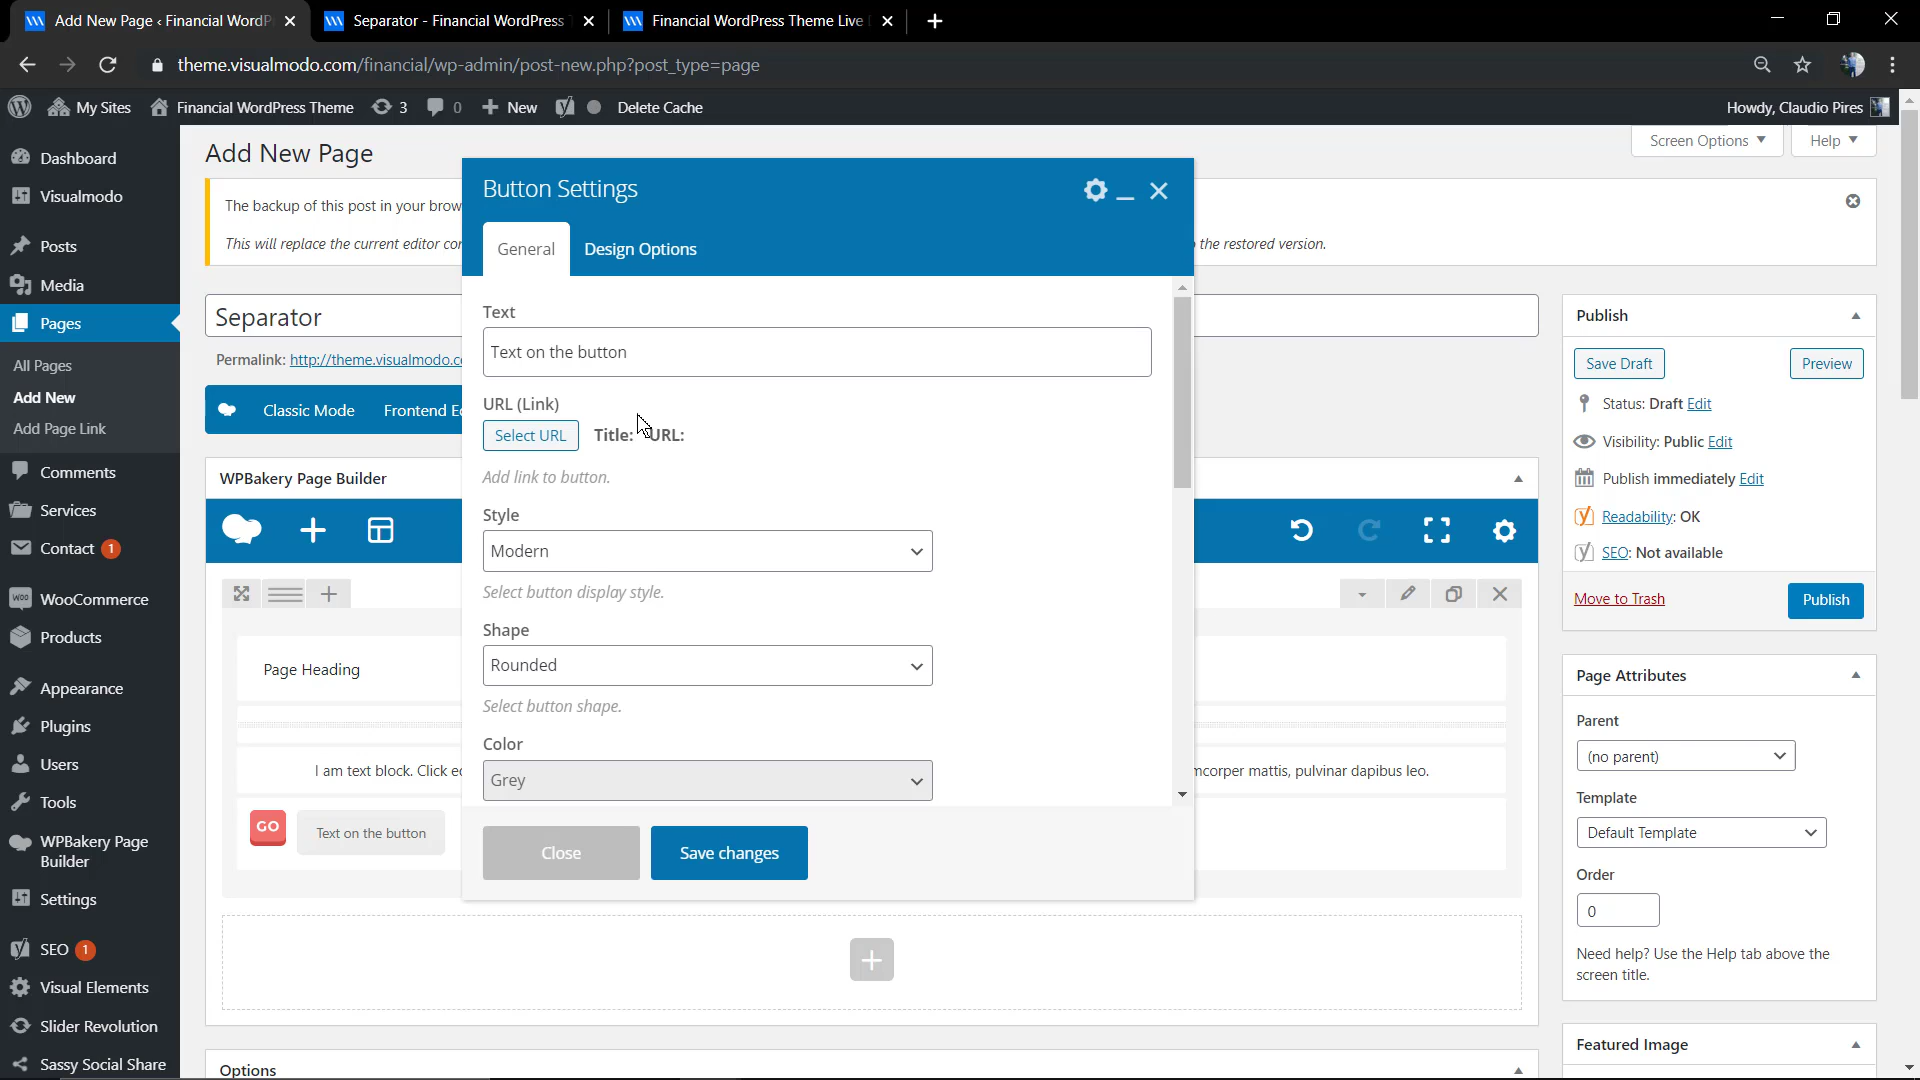 Add New Page ‹ Financial WordP
Separator - Financial WordPress
Financial WordPress Theme Live
theme.visualmodo.com/financial/wp-admin/post-new.php?post_type=page
My Sites
Financial WordPress Theme
3
0
New
Delete Cache
Howdy, Claudio Pires
Dashboard
Visualmodo
Posts
Media
Pages
All Pages
Add New
Add Page Link
Comments
Services
Contact 1
WooCommerce
Products
Appearance
Plugins
Users
Tools
WPBakery Page
Builder
Settings
SEO 1
Visual Elements
Slider Revolution
Sassy Social Share
Add New Page
Screen Options
Help
The backup of this post in your brow
This will replace the current editor
the restored version.
Separator
Permalink: http://theme.visualmodo.c
Classic Mode
Frontend
WPBakery Page Builder
Page Heading
I am text block. Click
mcorper mattis, pulvinar dapibus leo.
GO
Text on the button
Options
Button Settings
General
Design Options
Text
Text on the button
URL (Link)
Select URL
Title:
URL:
Add link to button.
Style
Modern
Select button display style.
Shape
Rounded
Select button shape.
Color
Grey
Close
Save changes
Publish
Save Draft
Preview
Status: Draft Edit
Visibility: Public Edit
Publish immediately Edit
Readability: OK
SEO: Not available
Move to Trash
Publish
Page Attributes
Parent
(no parent)
Template
Default Template
Order
0
Need help? Use the Help tab above the
screen title.
Featured Image